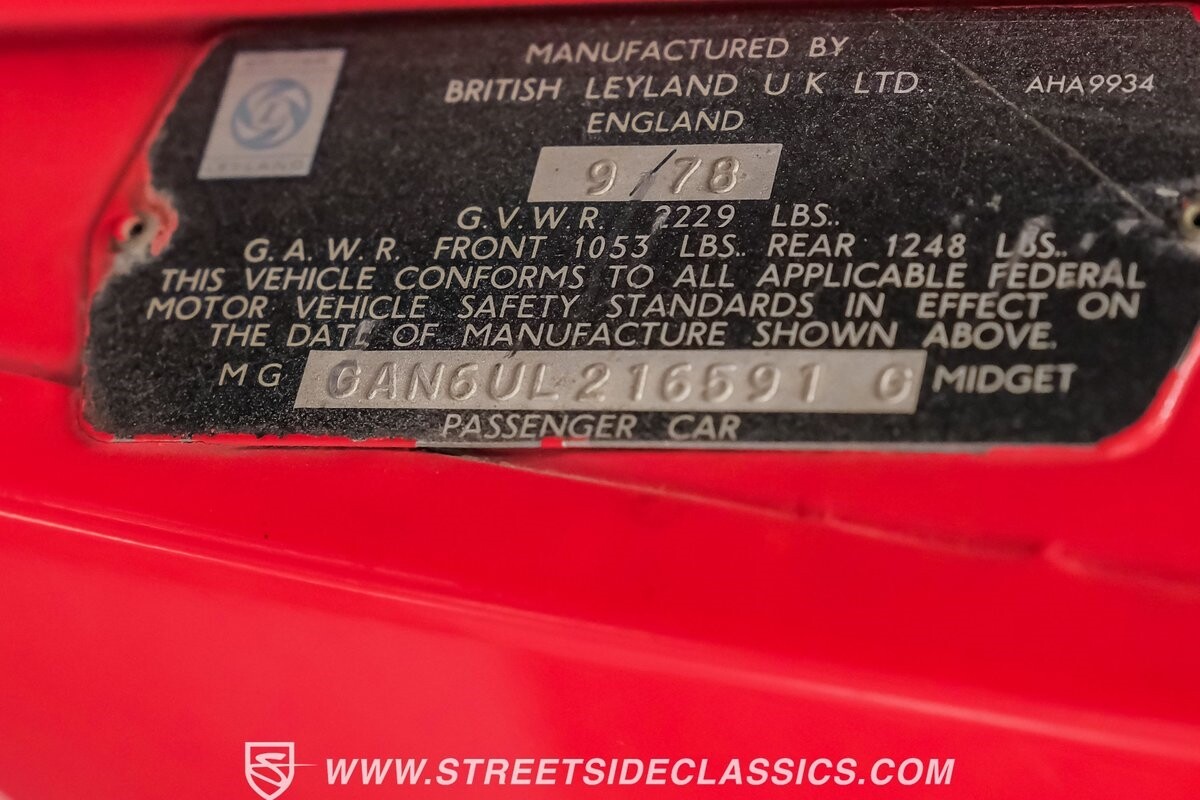 MANUFACTURED BY
BRITISH LEYLAND U K LTD..
AHA9934
ENGLAND
LEYLAND
9/78
G.V.W.R. 2229 LBS..
G.A.W.R. FRONT 1053 LBS.. REAR 1248 LBS..
THIS VEHICLE CONFORMS TO ALL APPLICABLE FEDERAL
MOTOR VEHICLE SAFETY STANDARDS IN EFFECT ON
THE DATE OF MANUFACTURE SHOWN ABOVE.
MG GAN6UL216591 G MIDGET
PASSENGER CAR
WWW.STREETSIDECLASSICS.COM